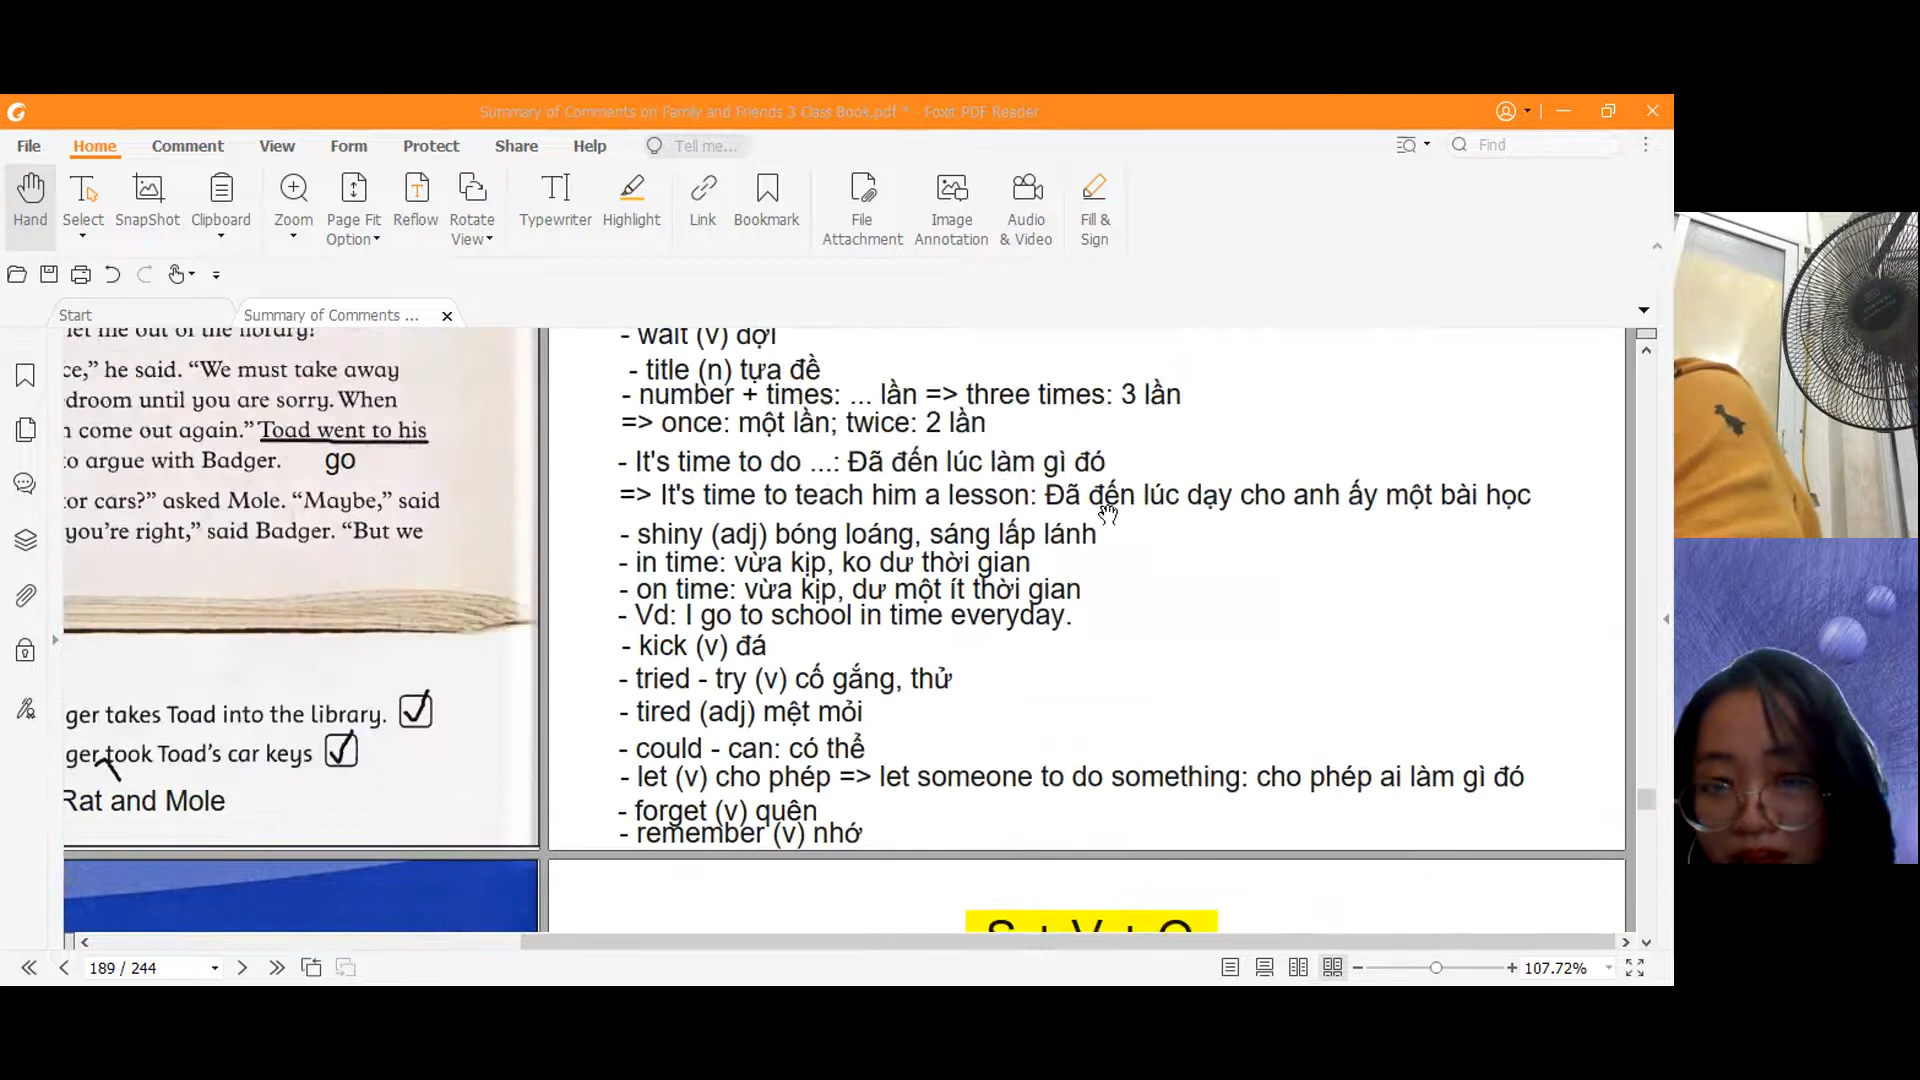 Summary of Comments on Family and Friends 3 Class Book.pdf * - Foxit PDF Reader
File Home Comment View Form Protect Share Help Tell me... Find
Hand Select SnapShot Clipboard Zoom Page Fit Option Reflow Rotate View Typewriter Highlight Link Bookmark File Attachment Image Annotation Audio & Video Fill & Sign
Start Summary of Comments ...
let me out of the library!
ce,” he said. “We must take away
droom until you are sorry. When
n come out again.” Toad went to his
to argue with Badger. go
tor cars?” asked Mole. “Maybe,” said
you’re right,” said Badger. “But we
ger takes Toad into the library.
ger took Toad’s car keys
Rat and Mole
- wait (v) đợi
- title (n) tựa đề
- number + times: ... lần => three times: 3 lần
=> once: một lần; twice: 2 lần
- It's time to do ...: Đã đến lúc làm gì đó
=> It's time to teach him a lesson: Đã đến lúc dạy cho anh ấy một bài học
- shiny (adj) bóng loáng, sáng lấp lánh
- in time: vừa kịp, ko dư thời gian
- on time: vừa kịp, dư một ít thời gian
- Vd: I go to school in time everyday.
- kick (v) đá
- tried - try (v) cố gắng, thử
- tired (adj) mệt mỏi
- could - can: có thể
- let (v) cho phép => let someone to do something: cho phép ai làm gì đó
- forget (v) quên
- remember (v) nhớ
S + V + O
189 / 244 107.72%